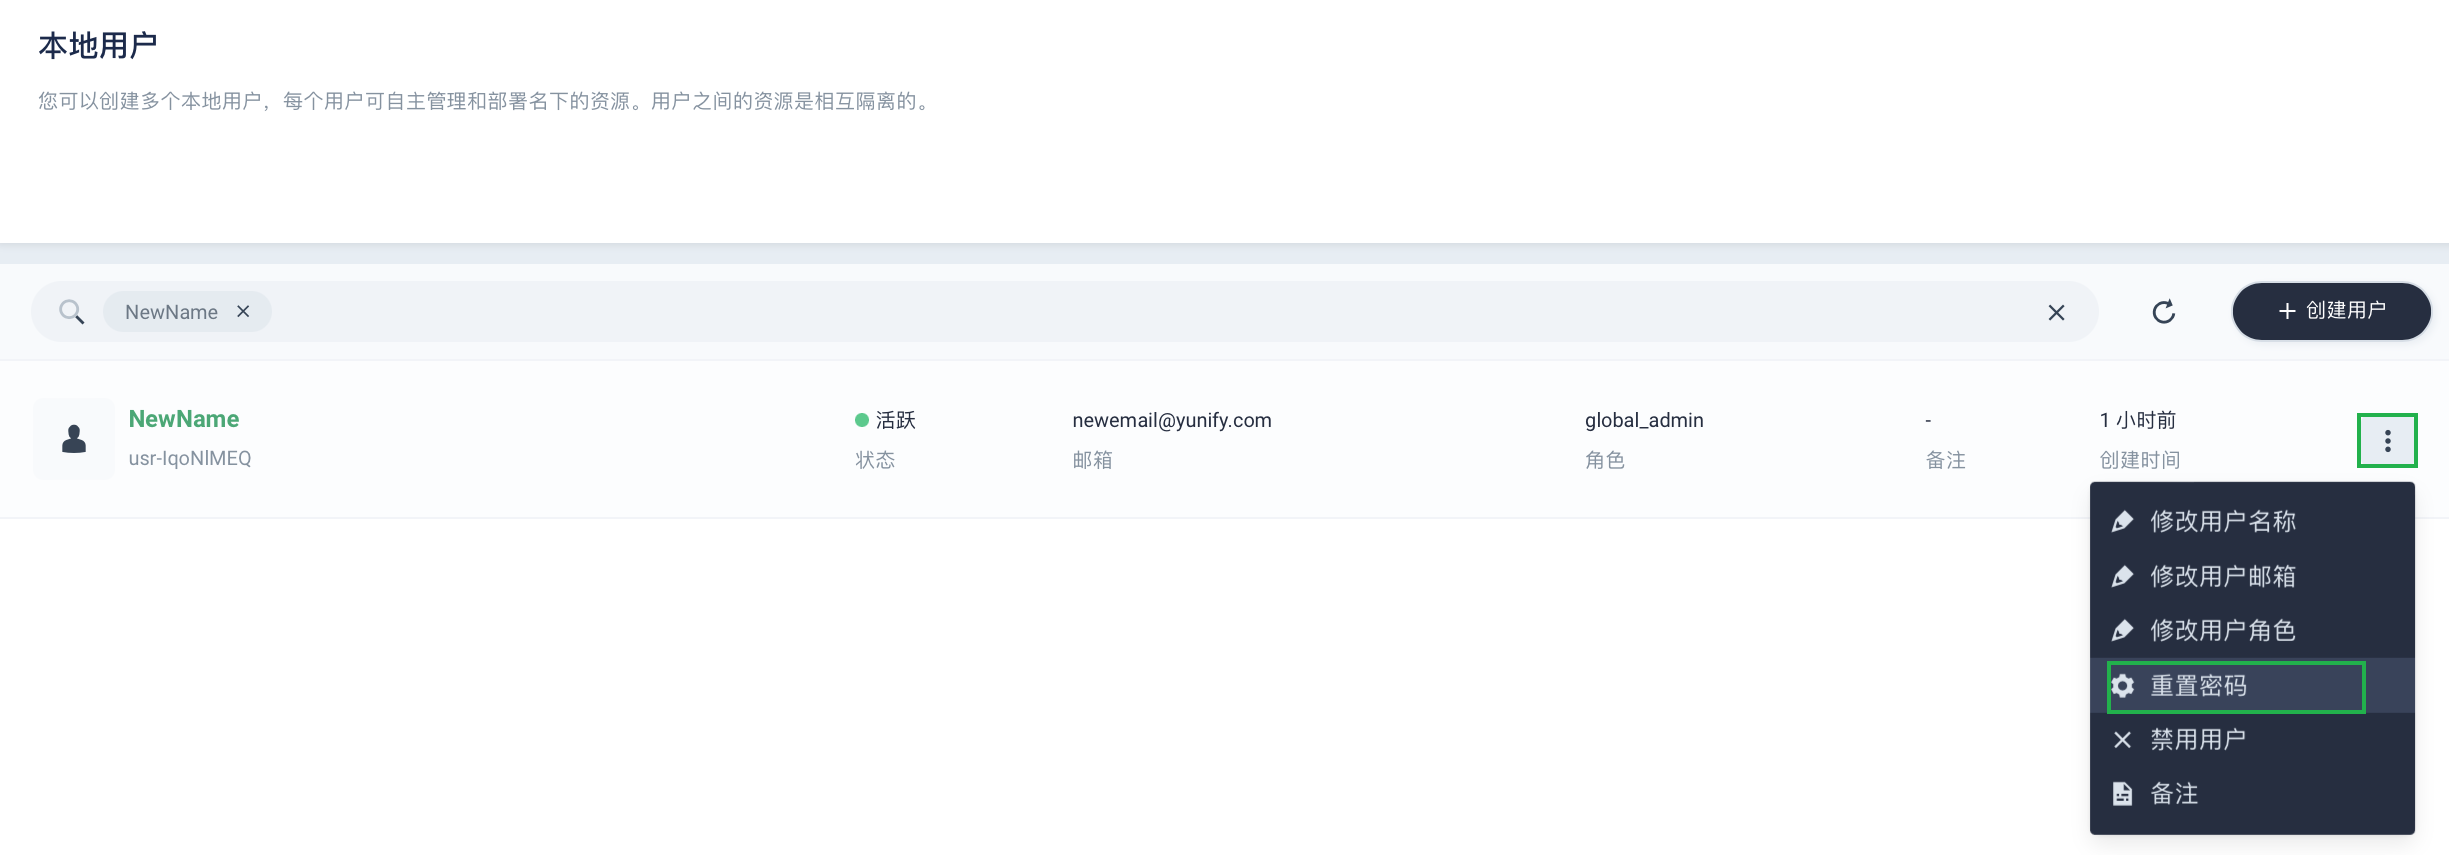 本地用户
您可以创建多个本地用户，每个用户可自主管理和部署名下的资源。用户之间的资源是相互隔离的。
NewName
创建用户
NewName
活跃
newemail@yunify.com
global_admin
-
1 小时前
usr-IqoNlMEQ
状态
邮箱
角色
备注
创建时间
修改用户名称
修改用户邮箱
修改用户角色
重置密码
禁用用户
备注